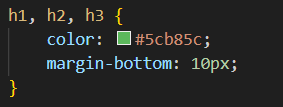 h1, h2, h3 {
    color: #5cb85c;
    margin-bottom: 10px;
}